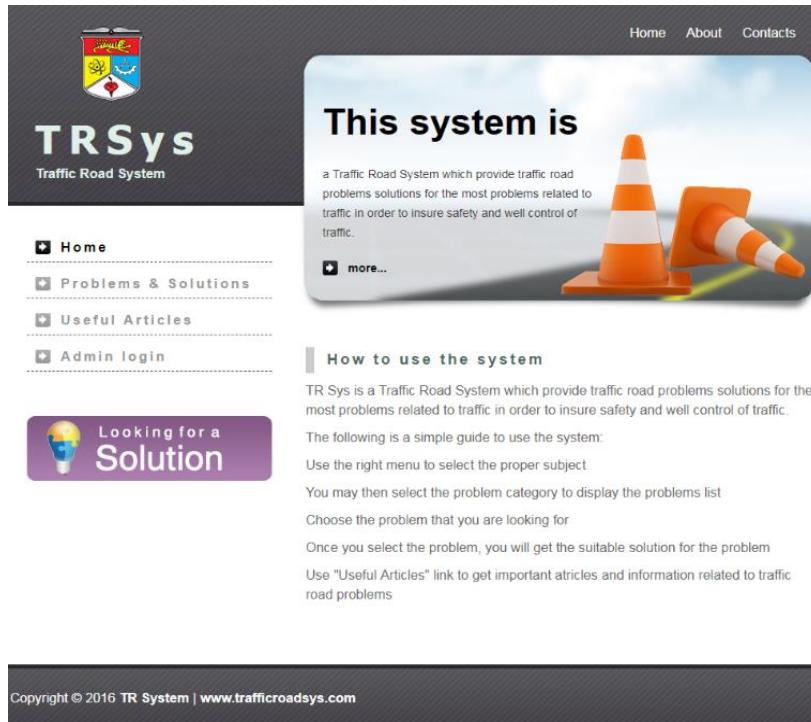 Home About Contacts
TRSys
Traffic Road System
This system is
a Traffic Road System which provide traffic road
problems solutions for the most problems related to
traffic in order to insure safety and well control of
traffic.
more...
Home
Problems & Solutions
Useful Articles
Admin login
Looking for a
Solution
How to use the system
TR Sys is a Traffic Road System which provide traffic road problems solutions for the
most problems related to traffic in order to insure safety and well control of traffic.
The following is a simple guide to use the system:
Use the right menu to select the proper subject
You may then select the problem category to display the problems list
Choose the problem that you are looking for
Once you select the problem, you will get the suitable solution for the problem
Use "Useful Articles" link to get important atricles and information related to traffic
road problems
Copyright © 2016 TR System | www.trafficroadsys.com